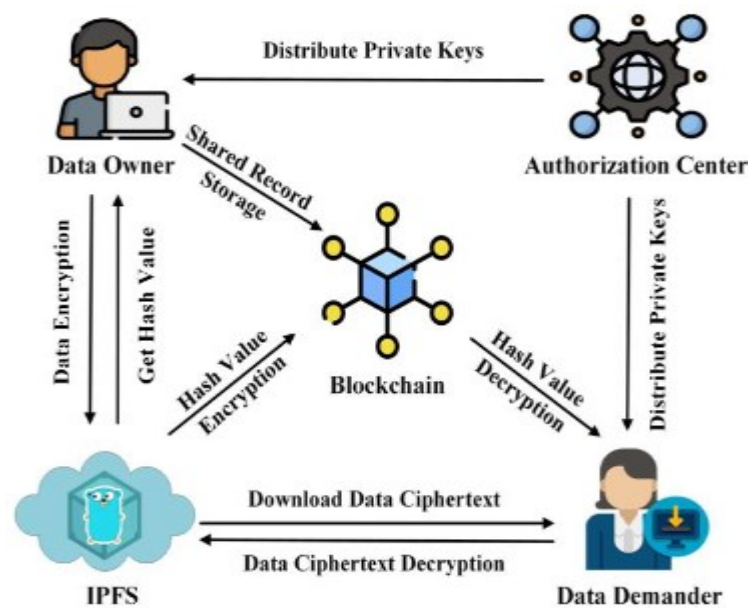 Distribute Private Keys
Data Owner
Authorization Center
Shared Record
Storage
Data Encryption
Get Hash Value
Distribute Private Keys
Hash Value
Encryption
Blockchain
Hash Value
Decryption
Download Data Ciphertext
Data Ciphertext Decryption
IPFS
Data Demander